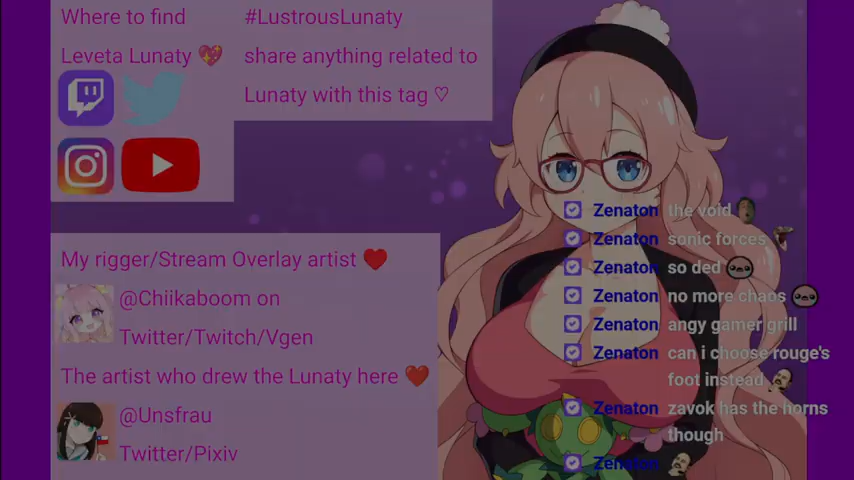 Where to find
Leveta Lunaty 💖
#LustrousLunaty
share anything related to
Lunaty with this tag ♡
My rigger/Stream Overlay artist ❤
@Chiikaboom on
Twitter/Twitch/Vgen
The artist who drew the Lunaty here ❤
@Unsfrau
Twitter/Pixiv
Zenaton the void
Zenaton sonic forces
Zenaton so ded
Zenaton no more chaos
Zenaton angy gamer grill
Zenaton can i choose rouge's
foot instead
Zenaton zavok has the horns
though
Zenaton